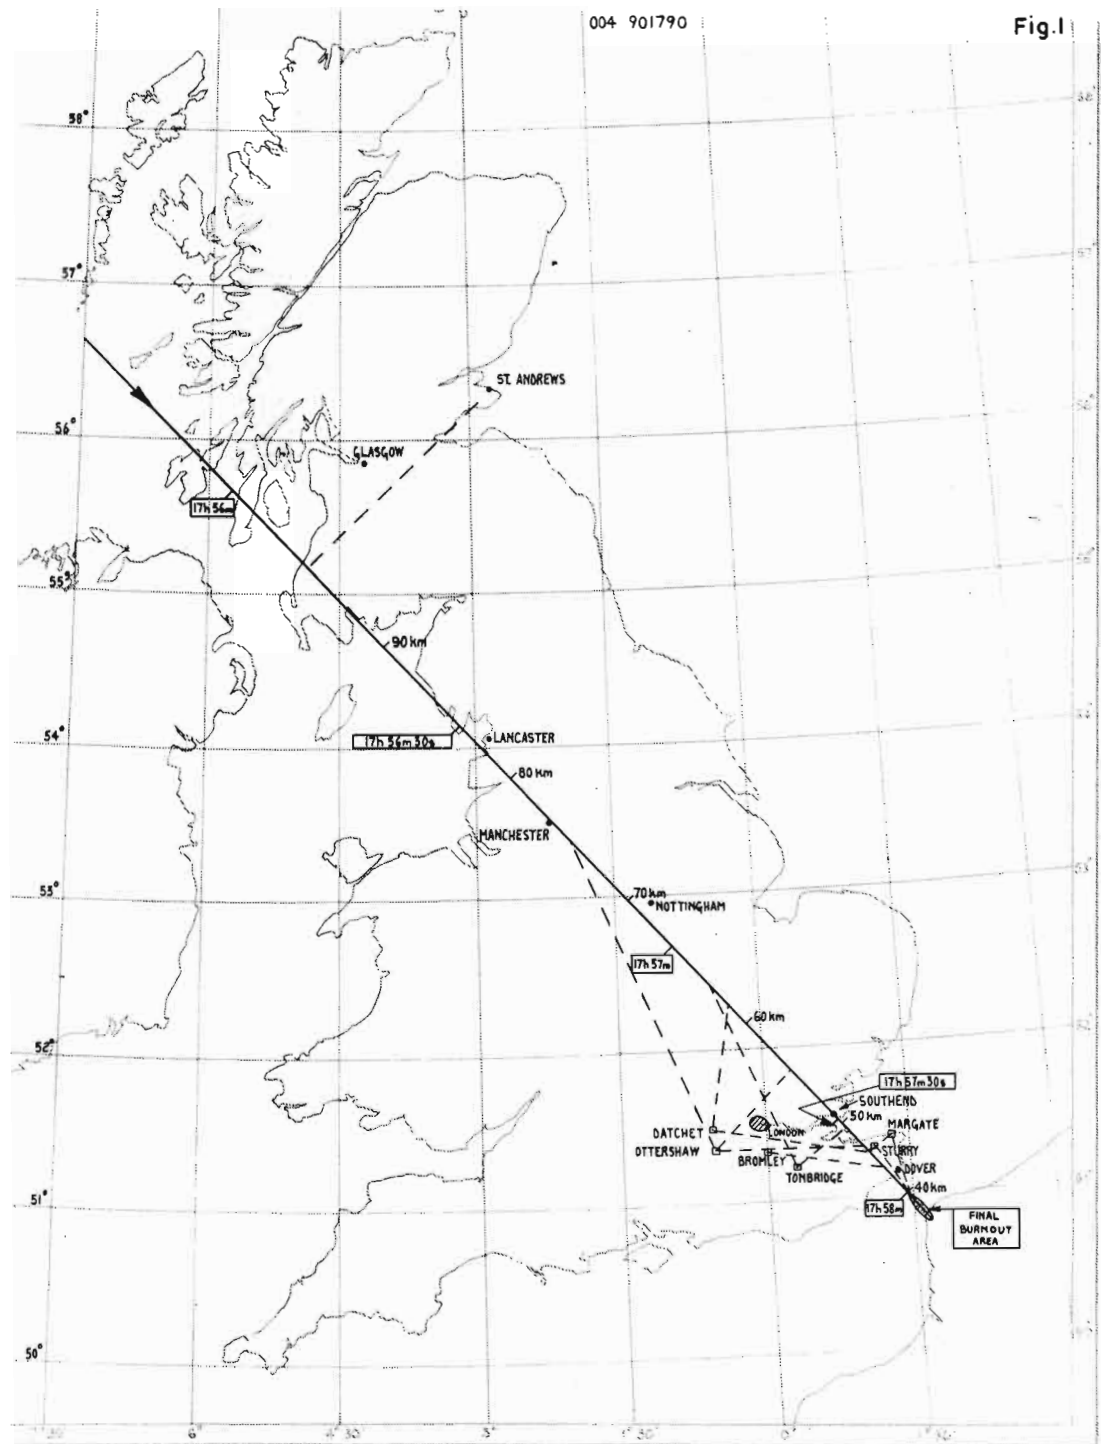 004 901790
Fig.1
58°
57°
ST. ANDREWS
56°
GLASGOW
17h 56m
55°
90 km
54°
17h 56m 30s
LANCASTER
80 km
MANCHESTER
53°
70 km
NOTTINGHAM
17h 57m
60 km
52°
17h 57m 30s
SOUTHEND
50 km
MARGATE
DATCHET
LONDON
OTTERSHAW
BROMLEY
STURRY
TONBRIDGE
DOVER
40 km
17h 58m
51°
FINAL
BURNOUT
AREA
50°
6°
4°30'
3°
1°30'
0°